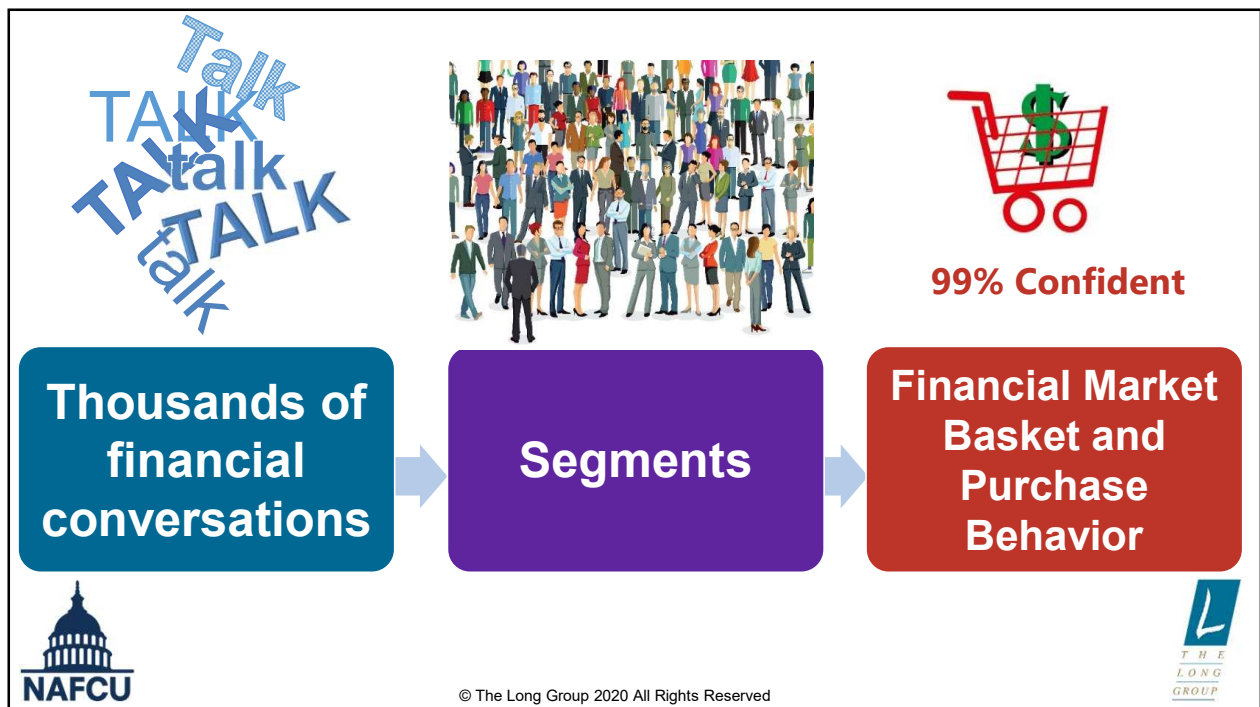 Talk
TALK
TALK
talk
TALK
talk
$
99% Confident
Thousands of
financial
conversations
Segments
Financial Market
Basket and
Purchase
Behavior
NAFCU
© The Long Group 2020 All Rights Reserved
L
THE
LONG
GROUP